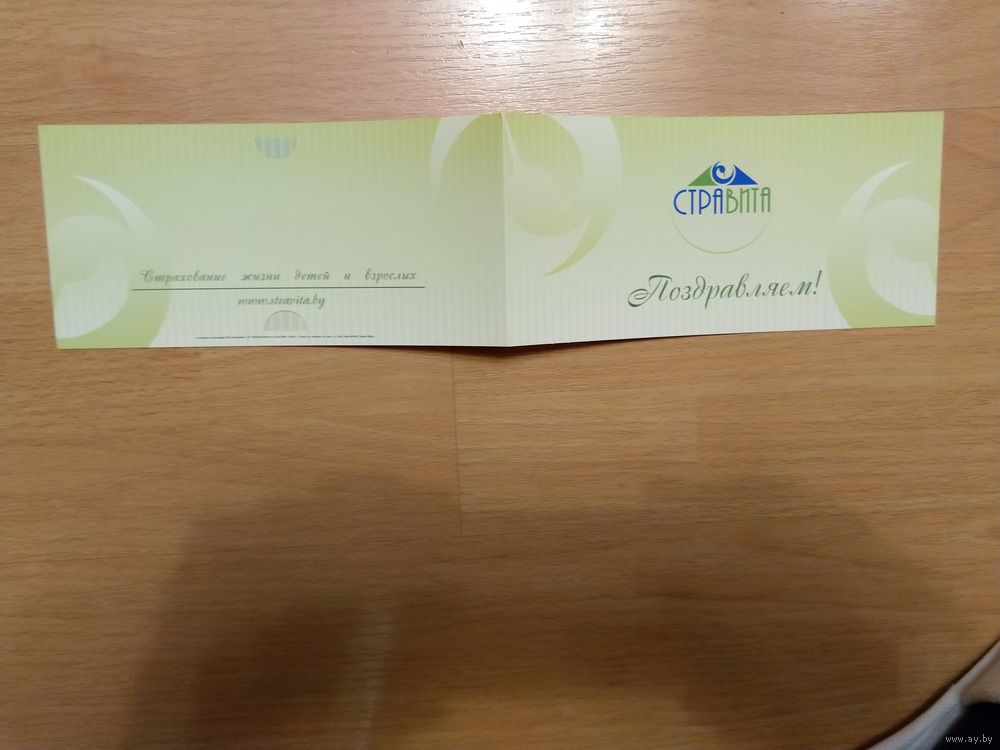 Страхование жизни детей и взрослых
www.stravita.by
СТРАВИТА
Поздравляем!
www.ay.by